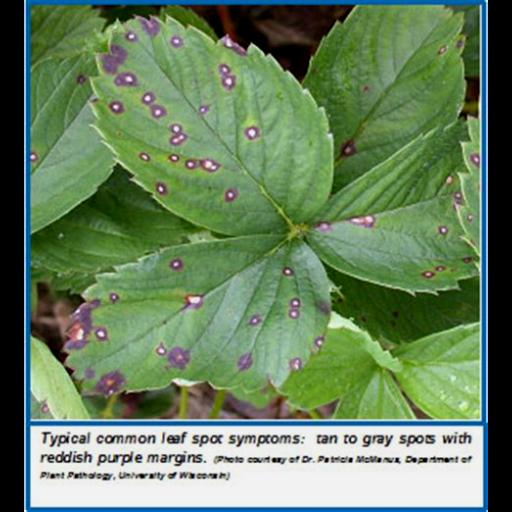 Typical common leaf spot symptoms: tan to gray spots with
reddish purple margins. (Photo courtesy of Dr. Patricia McManus, Department of
Plant Pathology, University of Wisconsin)